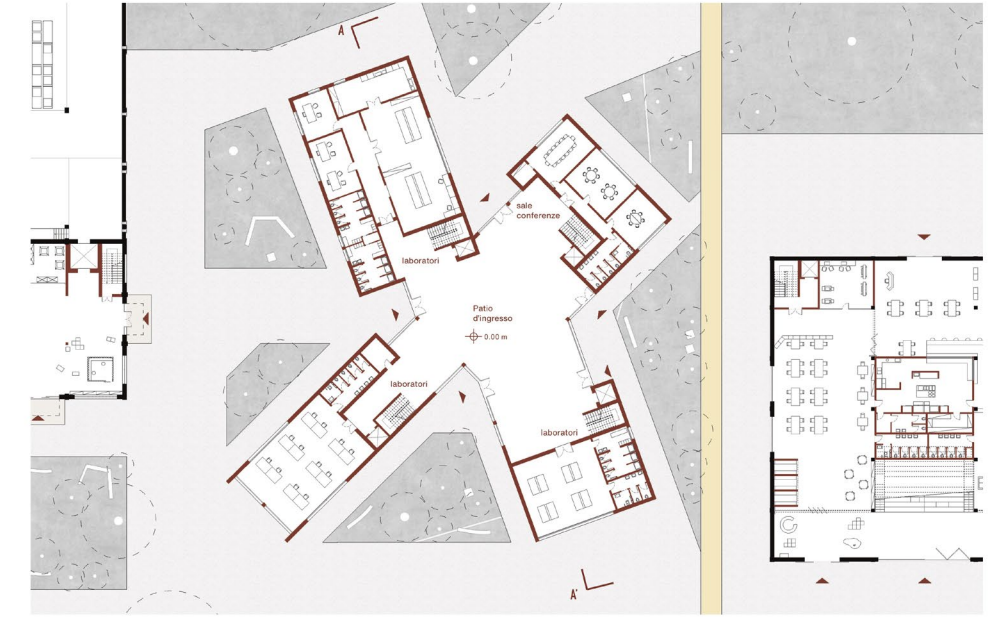 A
sale
conferenze
laboratori
Patio
d'ingresso
0.00 m
laboratori
laboratori
A'